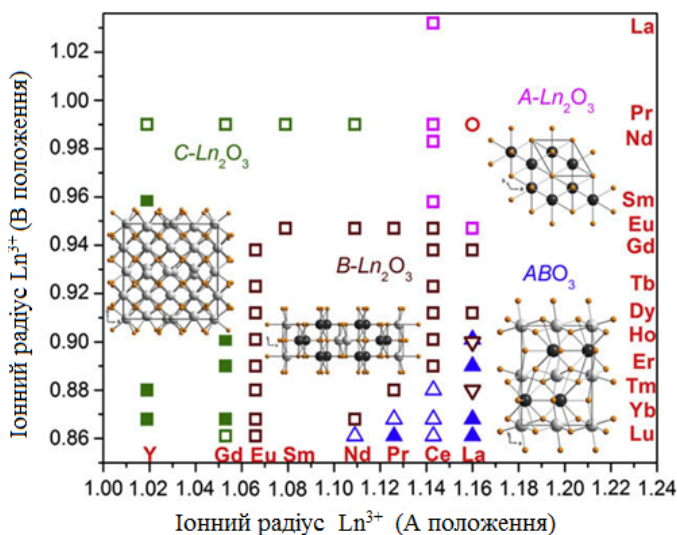 Іонний радіус Ln³⁺ (В положення)
1.02
1.00
0.98
0.96
0.94
0.92
0.90
0.88
0.86
La
Pr
Nd
Sm
Eu
Gd
Tb
Dy
Ho
Er
Tm
Yb
Lu
A-Ln₂O₃
C-Ln₂O₃
B-Ln₂O₃
ABO₃
Y Gd Eu Sm Nd Pr Ce La
1.00 1.02 1.04 1.06 1.08 1.10 1.12 1.14 1.16 1.18 1.20 1.22 1.24
Іонний радіус Ln³⁺ (А положення)